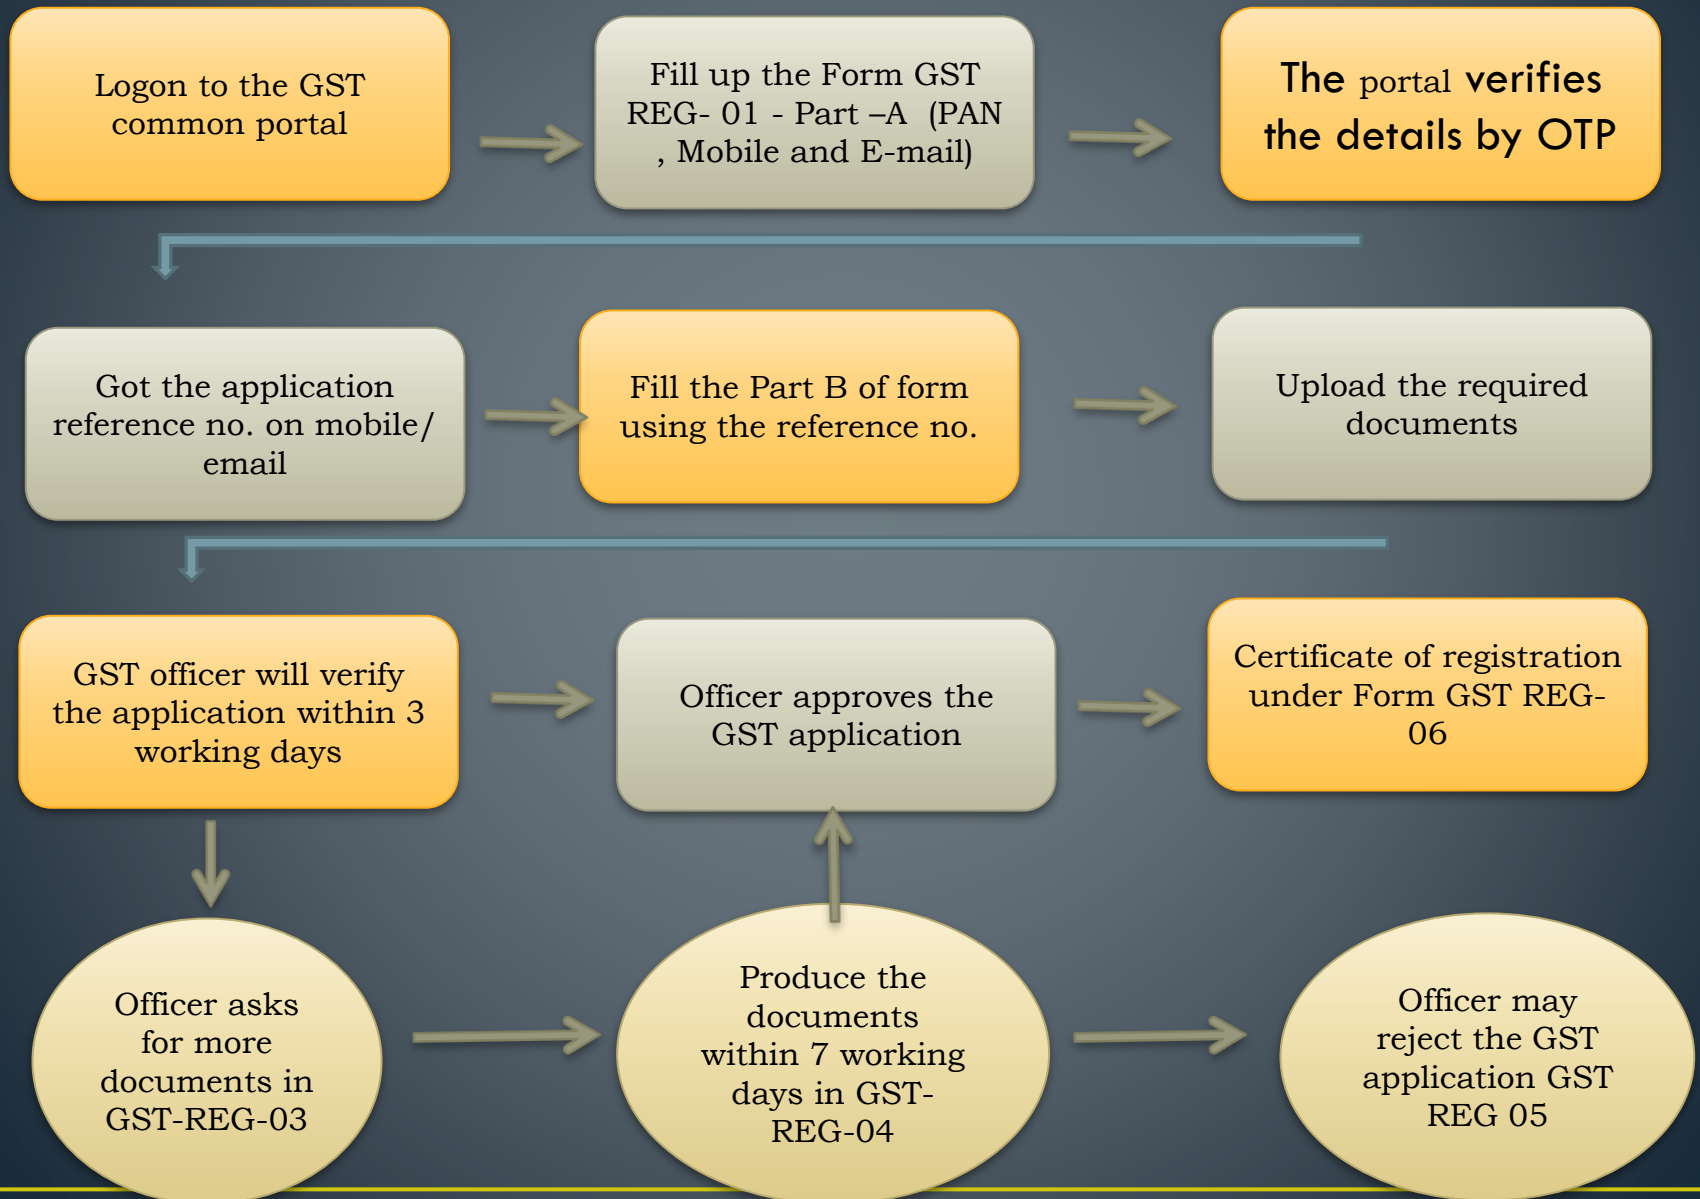 Logon to the GST
common portal
Fill up the Form GST
REG- 01 - Part –A  (PAN
, Mobile and E-mail)
The portal verifies
the details by OTP
Got the application
reference no. on mobile/
email
Fill the Part B of form
using the reference no.
Upload the required
documents
GST officer will verify
the application within 3
working days
Officer approves the
GST application
Certificate of registration
under Form GST REG-
06
Officer asks
for more
documents in
GST-REG-03
Produce the
documents
within 7 working
days in GST-
REG-04
Officer may
reject the GST
application GST
REG 05